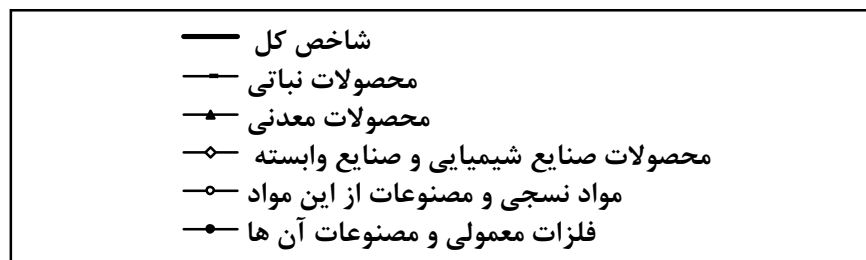 شاخص کل
محصولات نباتی
محصولات معدنی
محصولات صنایع شیمیایی و صنایع وابسته
مواد نسجی و مصنوعات از این مواد
فلزات معمولی و مصنوعات آن ها